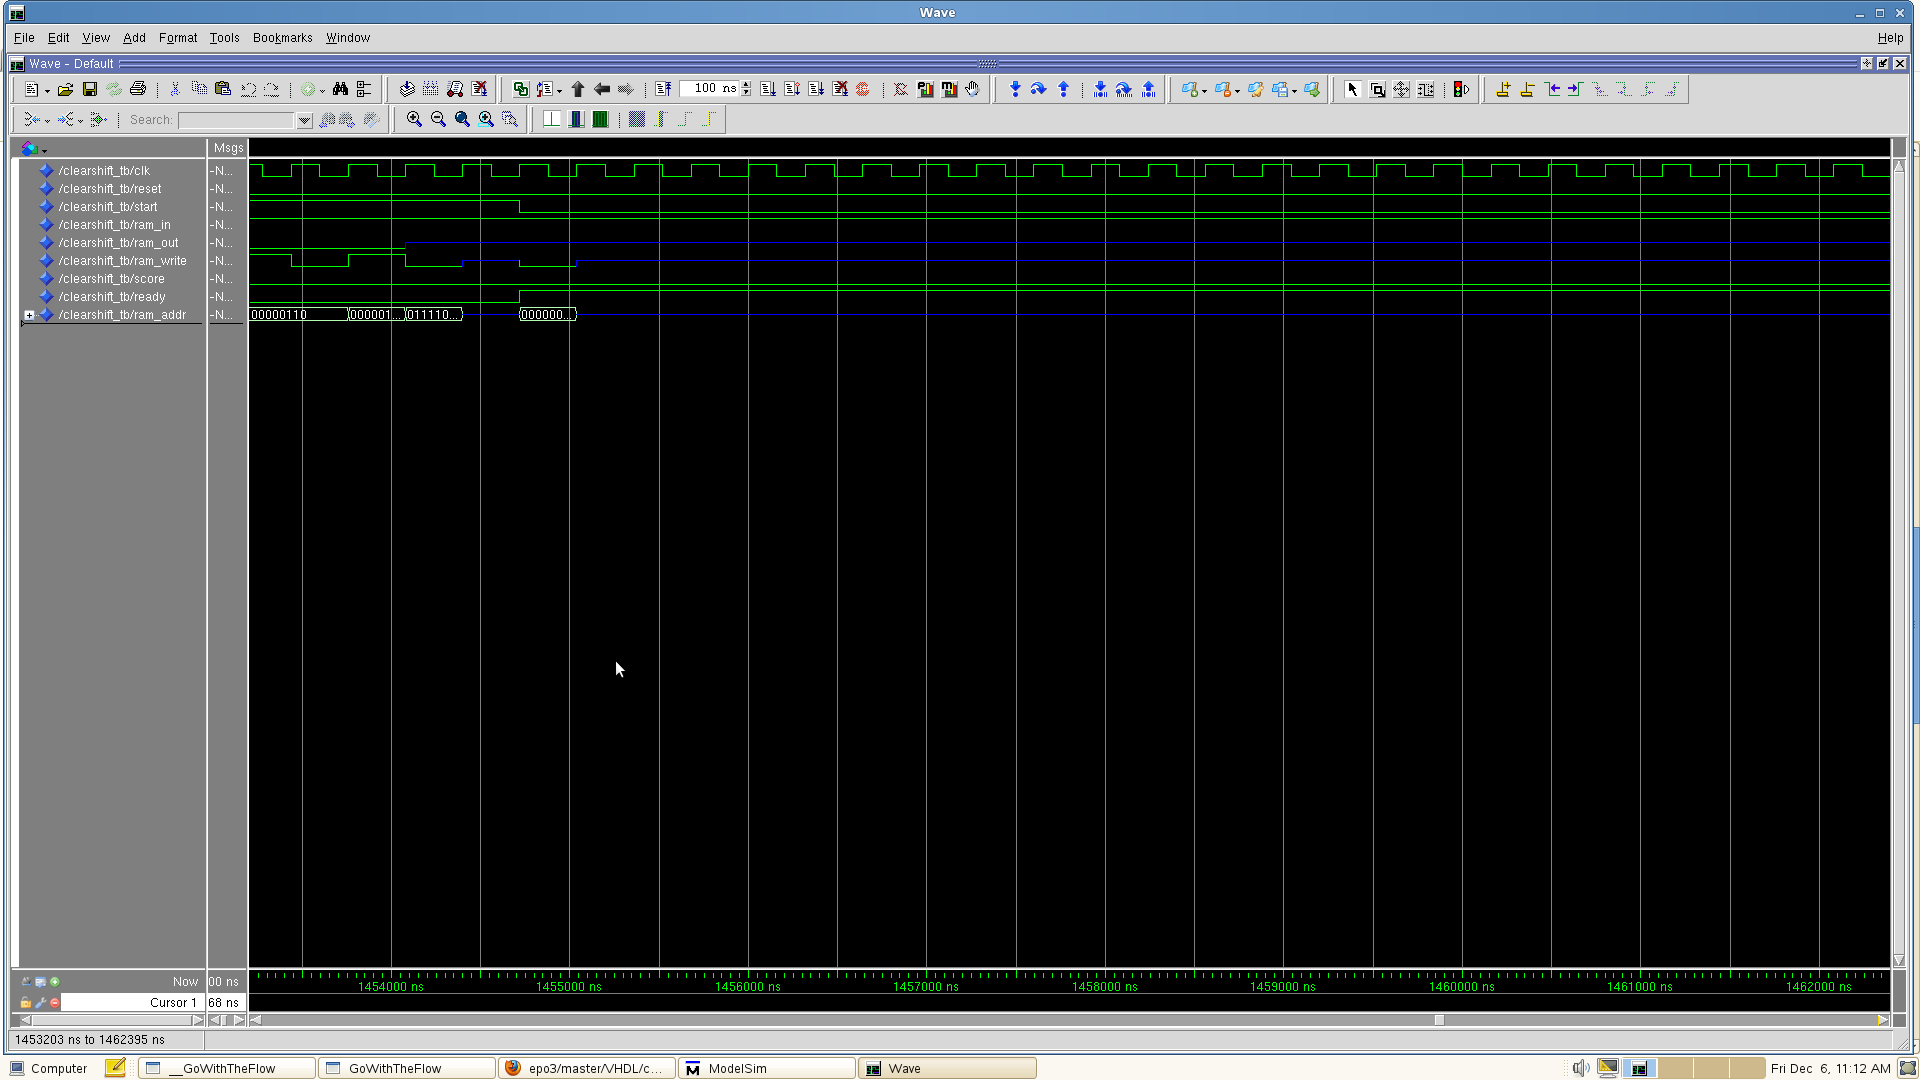 Wave
File Edit View Add Format Tools Bookmarks Window Help
Wave - Default
100 ns
Search:
Msgs
/clearshift_tb/clk -N...
/clearshift_tb/reset -N...
/clearshift_tb/start -N...
/clearshift_tb/ram_in -N...
/clearshift_tb/ram_out -N...
/clearshift_tb/ram_write -N...
/clearshift_tb/score -N...
/clearshift_tb/ready -N...
/clearshift_tb/ram_addr -N... 00000110 000001... 011110... 000000...
Now 00 ns
1454000 ns 1455000 ns 1456000 ns 1457000 ns 1458000 ns 1459000 ns 1460000 ns 1461000 ns 1462000 ns
Cursor 1 68 ns
1453203 ns to 1462395 ns
Computer __GoWithTheFlow GoWithTheFlow epo3/master/VHDL/c... ModelSim Wave Fri Dec 6, 11:12 AM